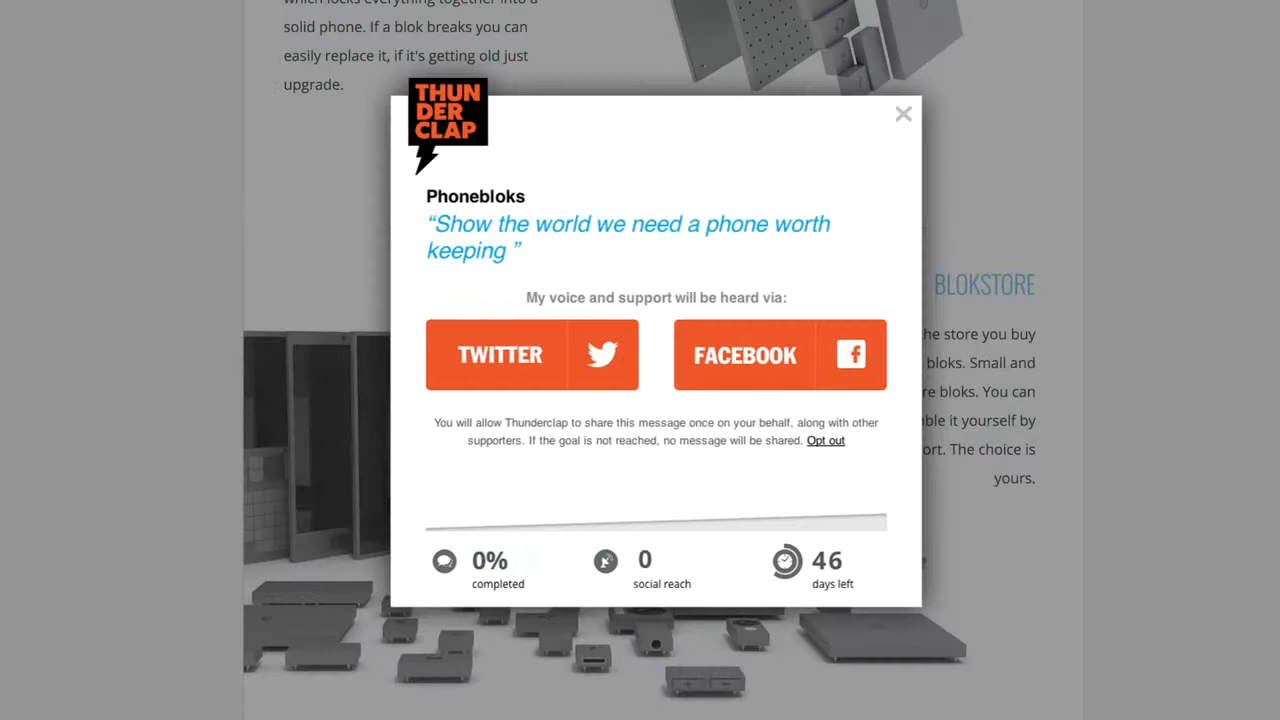 which locks everything together into a
solid phone. If a blok breaks you can
easily replace it, if it's getting old just
upgrade.
THUN
DER
CLAP
Phonebloks
“Show the world we need a phone worth
keeping ”
My voice and support will be heard via:
TWITTER
FACEBOOK
You will allow Thunderclap to share this message once on your behalf, along with other
supporters. If the goal is not reached, no message will be shared. Opt out
0%
completed
0
social reach
46
days left
BLOKSTORE
the store you buy
bloks. Small and
bloks. You can
it yourself by
The choice is
yours.